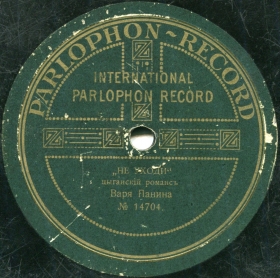 PARLOPHON~RECORD
INTERNATIONAL
PARLOPHON RECORD
„НЕ УХОДИ“
цыганскій романсъ
Варя Панина
№ 14704